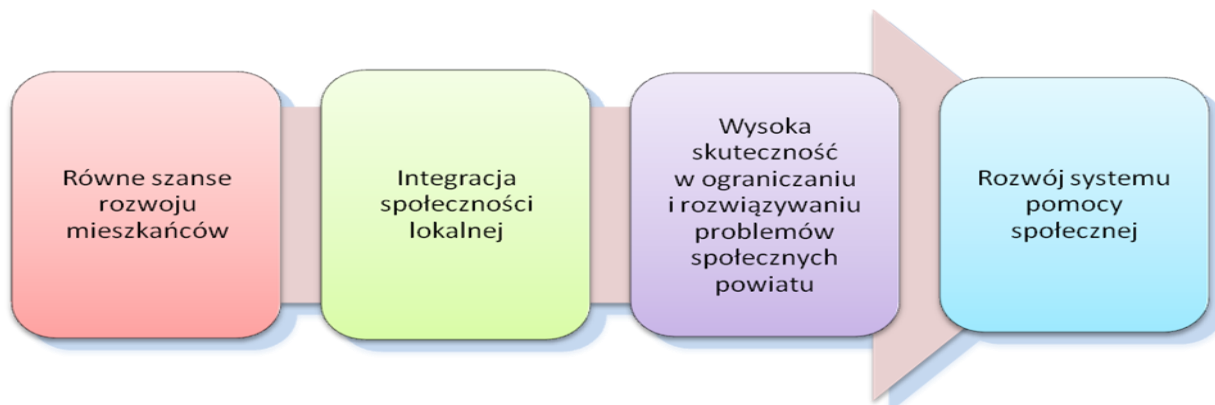 Równe szanse
rozwoju
mieszkańców
Integracja
społeczności
lokalnej
Wysoka
skuteczność
w ograniczaniu
i rozwiązywaniu
problemów
społecznych
powiatu
Rozwój systemu
pomocy
społecznej